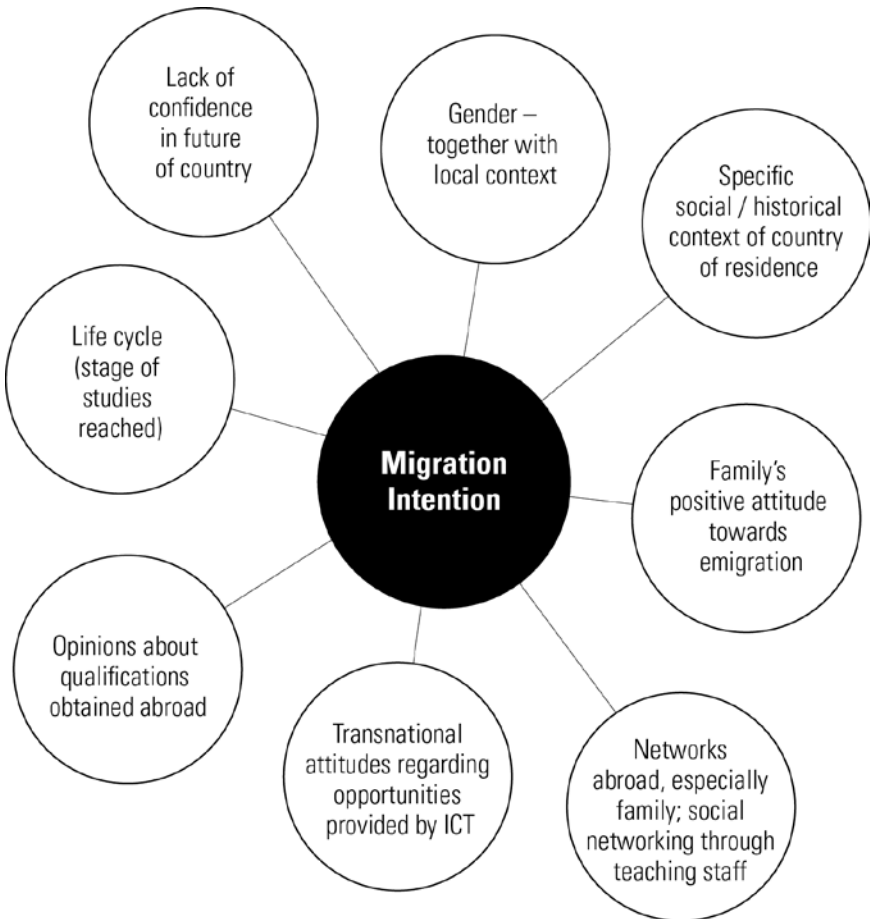 Lack of
confidence
in future
of country
Gender –
together with
local context
Specific
social / historical
context of country
of residence
Life cycle
(stage of
studies
reached)
Migration
Intention
Family’s
positive attitude
towards
emigration
Opinions about
qualifications
obtained abroad
Transnational
attitudes regarding
opportunities
provided by ICT
Networks
abroad, especially
family; social
networking through
teaching staff